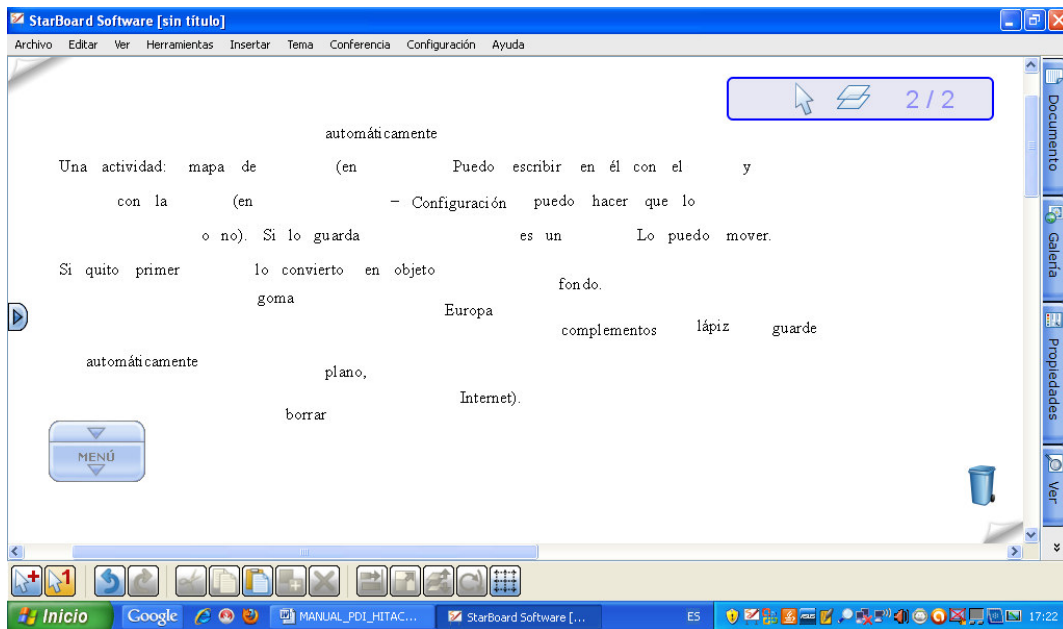 StarBoard Software [sin título]
Archivo Editar Ver Herramientas Insertar Tema Conferencia Configuración Ayuda
2 / 2
automáticamente
Una actividad: mapa de (en Puedo escribir en él con el y
con la (en – Configuración puedo hacer que lo
o no). Si lo guarda es un Lo puedo mover.
Si quito primer lo convierto en objeto
fondo.
goma
Europa
complementos lápiz guarde
automáticamente
plano,
Internet).
borrar
MENÚ
Documento
Galería
Propiedades
Ver
1
Inicio Google MANUAL_PDI_HITAC... StarBoard Software [... ES 17:22